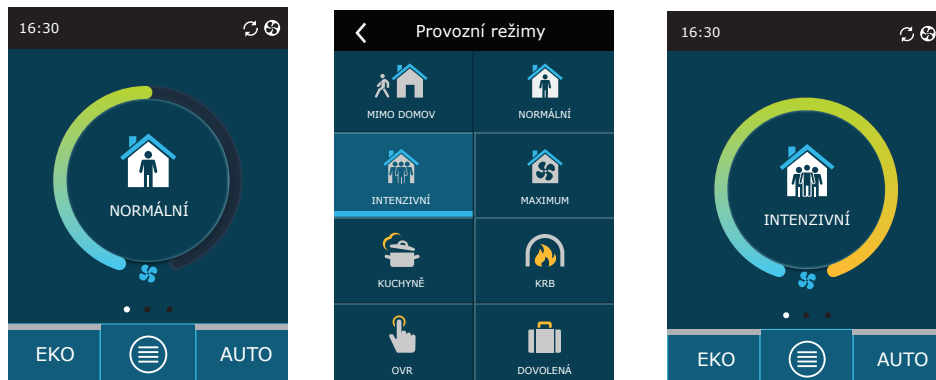 16:30
NORMÁLNÍ
EKO
AUTO
Provozní režimy
MIMO DOMOV
NORMÁLNÍ
INTENZIVNÍ
MAXIMUM
KUCHYNĚ
KRB
OVR
DOVOLENÁ
16:30
INTENZIVNÍ
EKO
AUTO